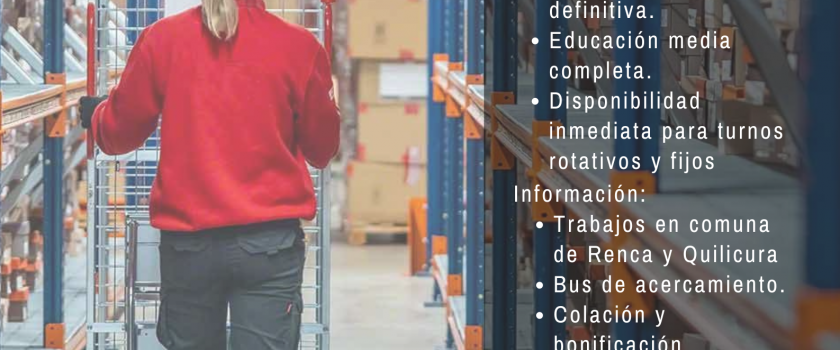 definitiva.
• Educación media
completa.
• Disponibilidad
inmediata para turnos
rotativos y fijos
Información:
• Trabajos en comuna
de Renca y Quilicura
• Bus de acercamiento.
• Colación y
bonificación